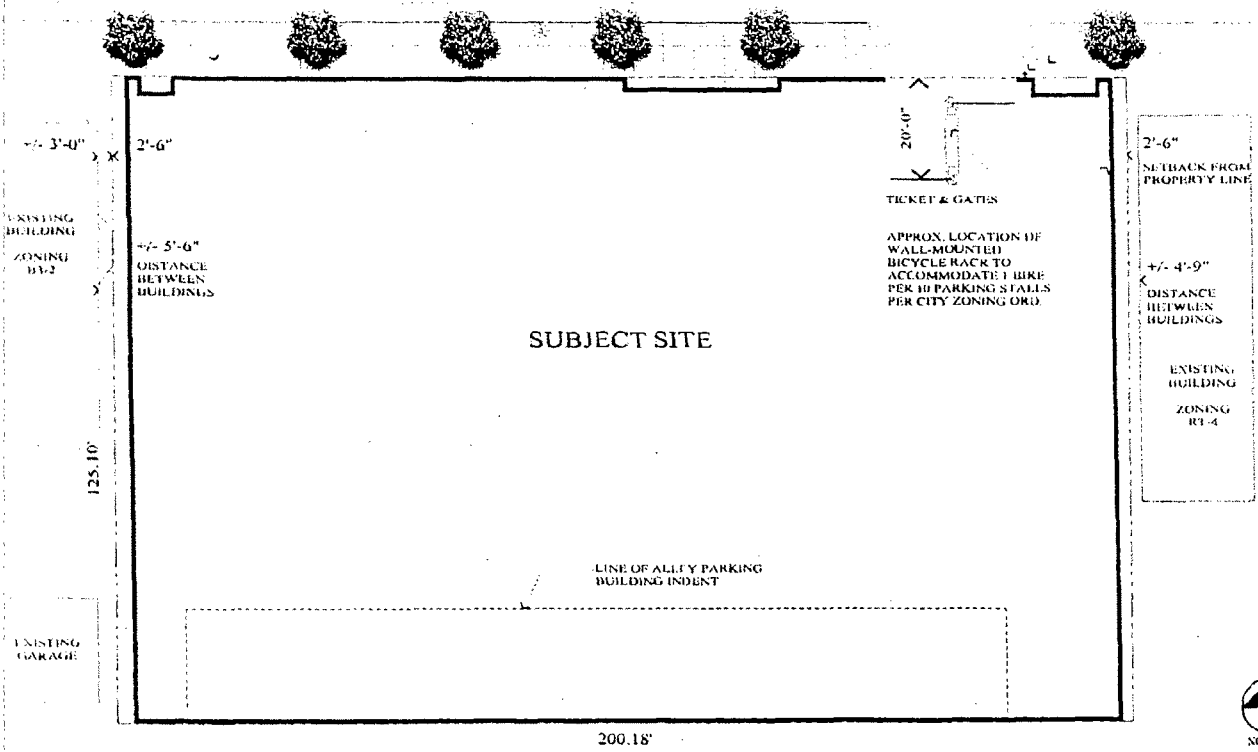 +/- 3'-0"
2'-6"
EXISTING
BUILDING
ZONING
B3-2
+/- 5'-6"
DISTANCE
BETWEEN
BUILDINGS
20'-0"
TICKET & GATES
APPROX. LOCATION OF
WALL-MOUNTED
BICYCLE RACK TO
ACCOMMODATE 1 BIKE
PER 10 PARKING STALLS
PER CITY ZONING ORD.
2'-6"
SETBACK FROM
PROPERTY LINE
+/- 4'-9"
DISTANCE
BETWEEN
BUILDINGS
EXISTING
BUILDING
ZONING
RT-4
SUBJECT SITE
125.10'
LINE OF ALLEY PARKING
BUILDING INDENT
EXISTING
GARAGE
200.18'